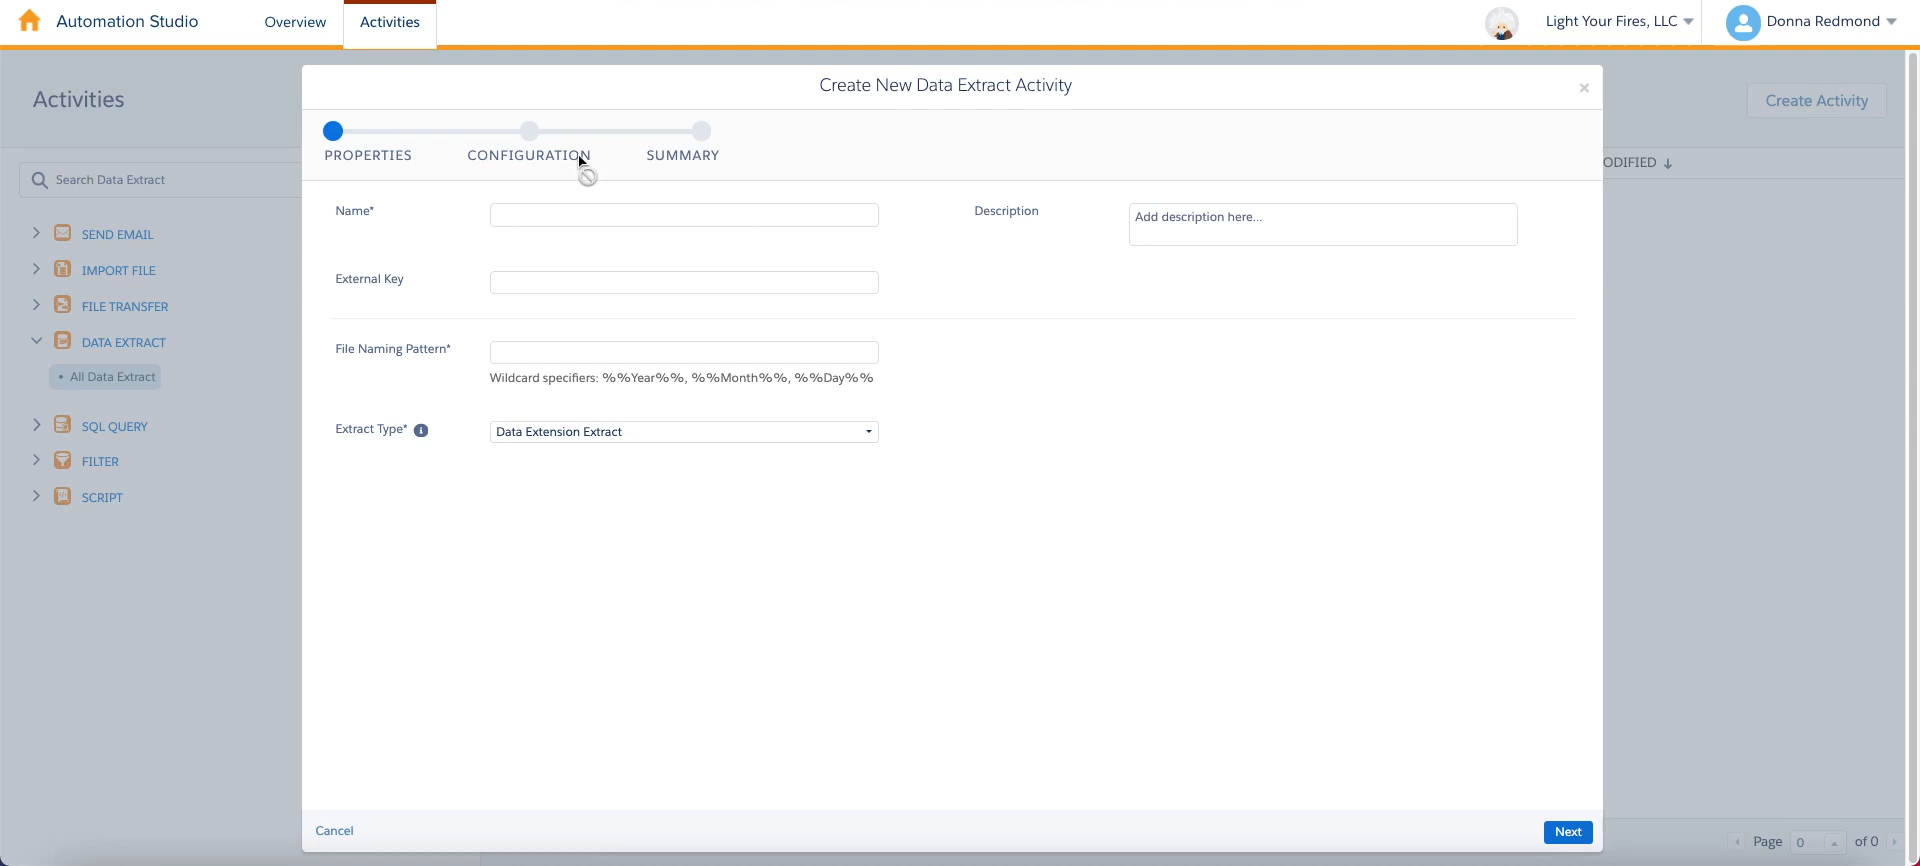 Automation Studio
Overview
Activities
Light Your Fires, LLC
Donna Redmond
Activities
Create Activity
Create New Data Extract Activity
×
PROPERTIES
CONFIGURATION
SUMMARY
ODIFIED
Search Data Extract
SEND EMAIL
IMPORT FILE
FILE TRANSFER
DATA EXTRACT
• All Data Extract
SQL QUERY
FILTER
SCRIPT
Name*
Description
Add description here...
External Key
File Naming Pattern*
Wildcard specifiers: %%Year%%, %%Month%%, %%Day%%
Extract Type*
Data Extension Extract
Cancel
Next
Page 0 of 0